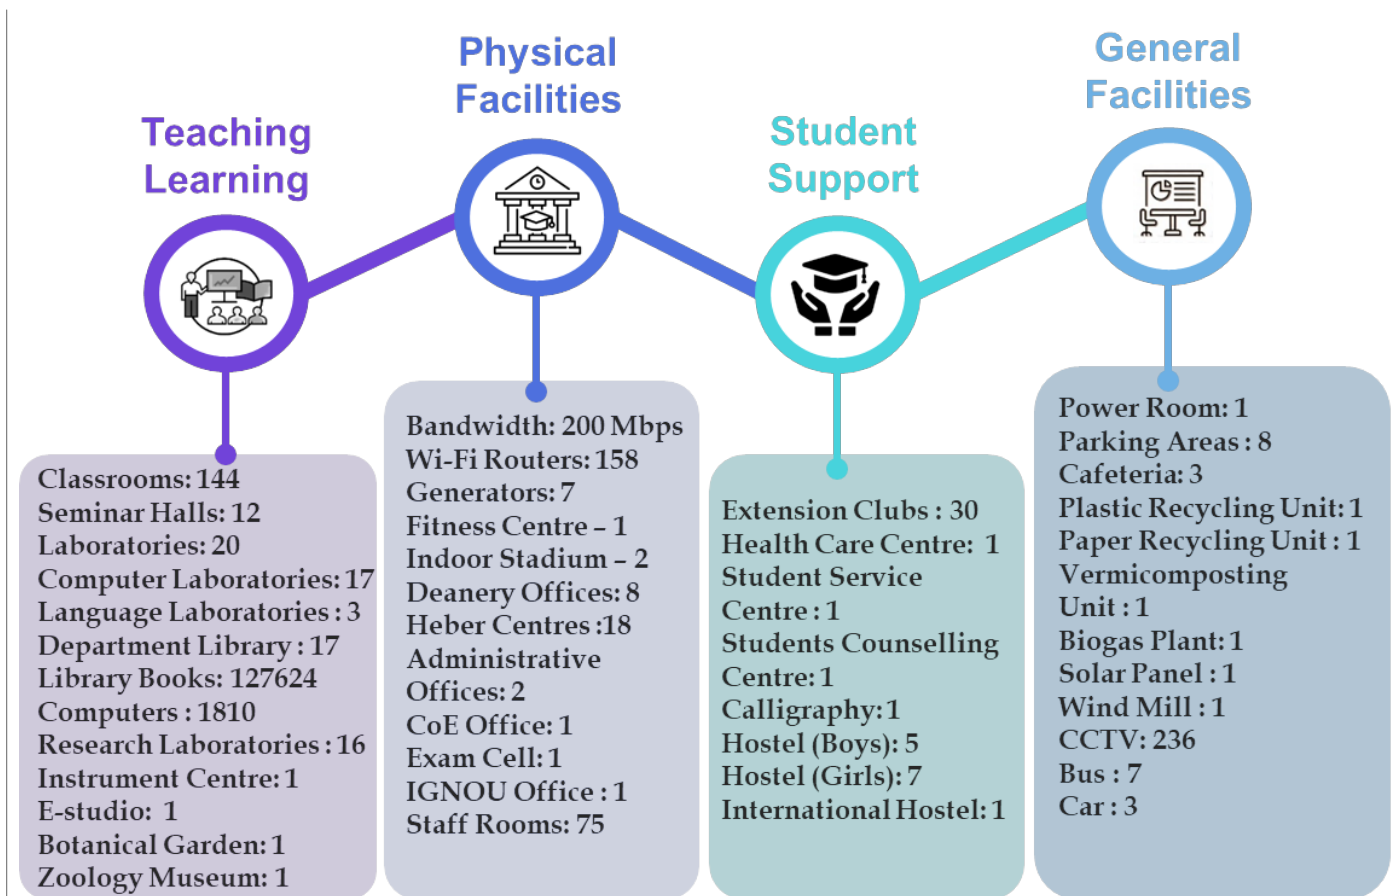 Teaching
Learning
Classrooms: 144
Seminar Halls: 12
Laboratories: 20
Computer Laboratories: 17
Language Laboratories : 3
Department Library : 17
Library Books: 127624
Computers : 1810
Research Laboratories : 16
Instrument Centre: 1
E-studio: 1
Botanical Garden: 1
Zoology Museum: 1
Physical
Facilities
Bandwidth: 200 Mbps
Wi-Fi Routers: 158
Generators: 7
Fitness Centre – 1
Indoor Stadium – 2
Deanery Offices: 8
Heber Centres :18
Administrative
Offices: 2
CoE Office: 1
Exam Cell: 1
IGNOU Office : 1
Staff Rooms: 75
Student
Support
Extension Clubs : 30
Health Care Centre: 1
Student Service
Centre : 1
Students Counselling
Centre: 1
Calligraphy: 1
Hostel (Boys): 5
Hostel (Girls): 7
International Hostel: 1
General
Facilities
Power Room: 1
Parking Areas : 8
Cafeteria: 3
Plastic Recycling Unit: 1
Paper Recycling Unit : 1
Vermicomposting
Unit : 1
Biogas Plant: 1
Solar Panel : 1
Wind Mill : 1
CCTV: 236
Bus : 7
Car : 3